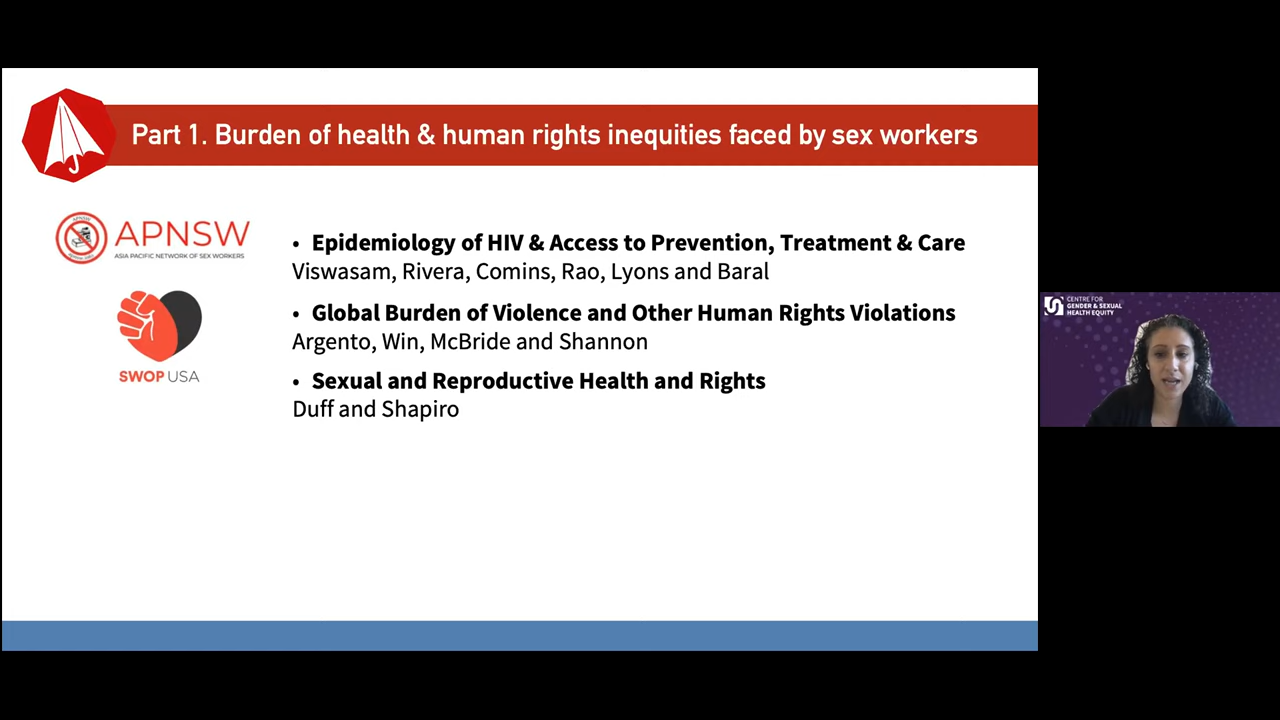 Part 1. Burden of health & human rights inequities faced by sex workers
APNSW
ASIA PACIFIC NETWORK OF SEX WORKERS
SWOP USA
• Epidemiology of HIV & Access to Prevention, Treatment & Care
Viswasam, Rivera, Comins, Rao, Lyons and Baral
• Global Burden of Violence and Other Human Rights Violations
Argento, Win, McBride and Shannon
• Sexual and Reproductive Health and Rights
Duff and Shapiro
CENTRE FOR
GENDER & SEXUAL
HEALTH EQUITY